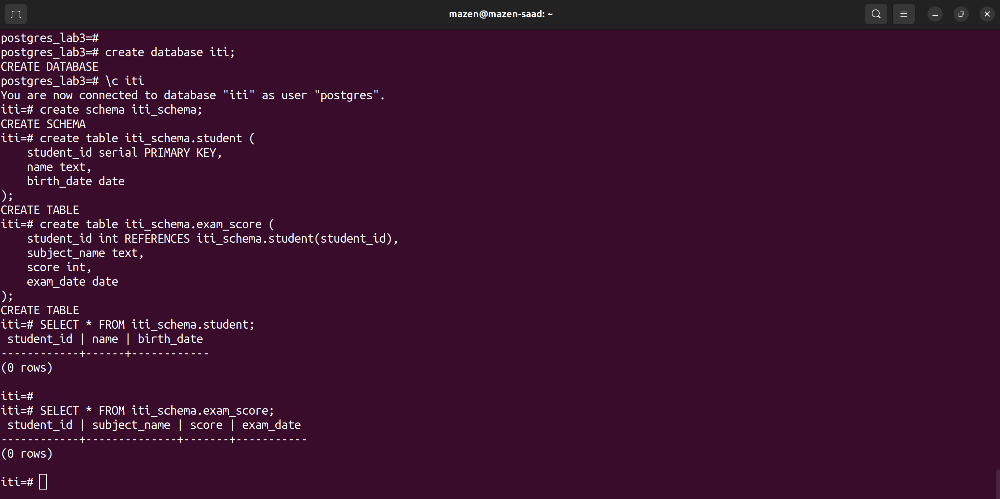 mazen@mazen-saad: ~
postgres_lab3=#
postgres_lab3=# create database iti;
CREATE DATABASE
postgres_lab3=# \c iti
You are now connected to database "iti" as user "postgres".
iti=# create schema iti_schema;
CREATE SCHEMA
iti=# create table iti_schema.student (
    student_id serial PRIMARY KEY,
    name text,
    birth_date date
);
CREATE TABLE
iti=# create table iti_schema.exam_score (
    student_id int REFERENCES iti_schema.student(student_id),
    subject_name text,
    score int,
    exam_date date
);
CREATE TABLE
iti=# SELECT * FROM iti_schema.student;
 student_id | name | birth_date
------------+------+------------
(0 rows)

iti=#
iti=# SELECT * FROM iti_schema.exam_score;
 student_id | subject_name | score | exam_date
------------+--------------+-------+-----------
(0 rows)

iti=#